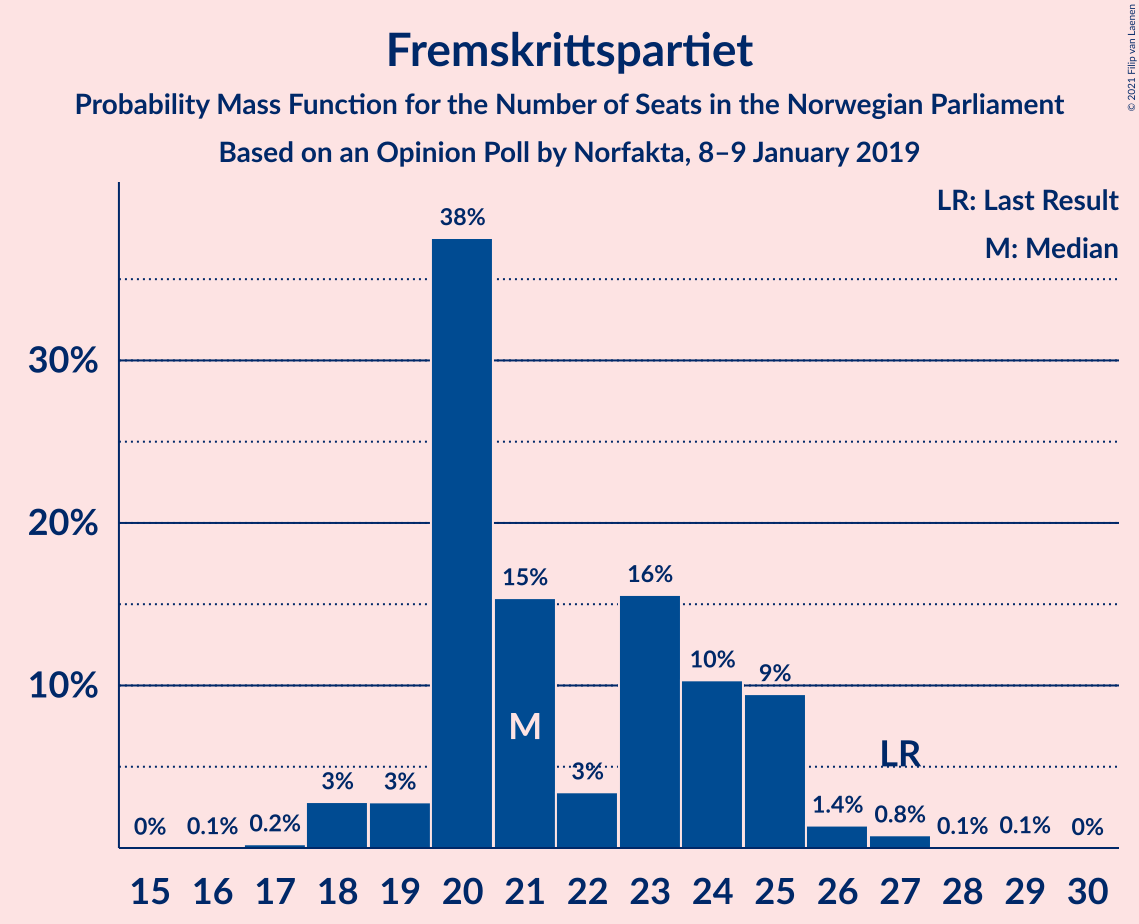 Fremskrittspartiet
Probability Mass Function for the Number of Seats in the Norwegian Parliament
Based on an Opinion Poll by Norfakta, 8–9 January 2019
© 2021 Filip van Laenen
LR: Last Result
M: Median
38%
30%
20%
15%
16%
10%
10%
9%
M
LR
3%
3%
3%
1.4%
0.8%
0%
0.1%
0.2%
0.1%
0.1%
0%
15 16 17 18 19 20 21 22 23 24 25 26 27 28 29 30